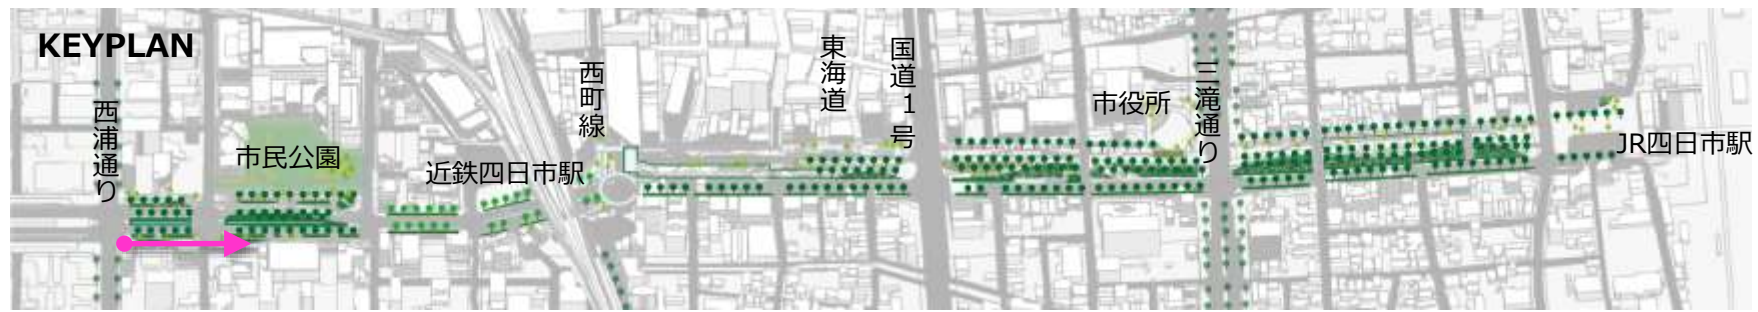 KEYPLAN
西浦通り
市民公園
近鉄四日市駅
西町線
東海道
国道1号
市役所
三滝通り
JR四日市駅